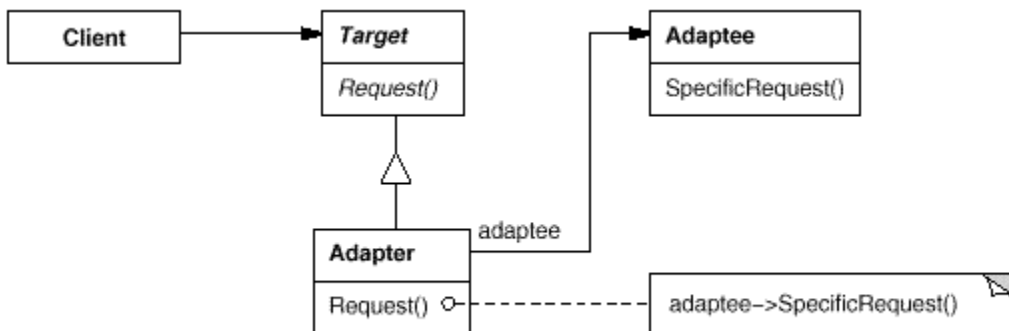 Client
Target
Request()
Adaptee
SpecificRequest()
adaptee
Adapter
Request()
adaptee->SpecificRequest()